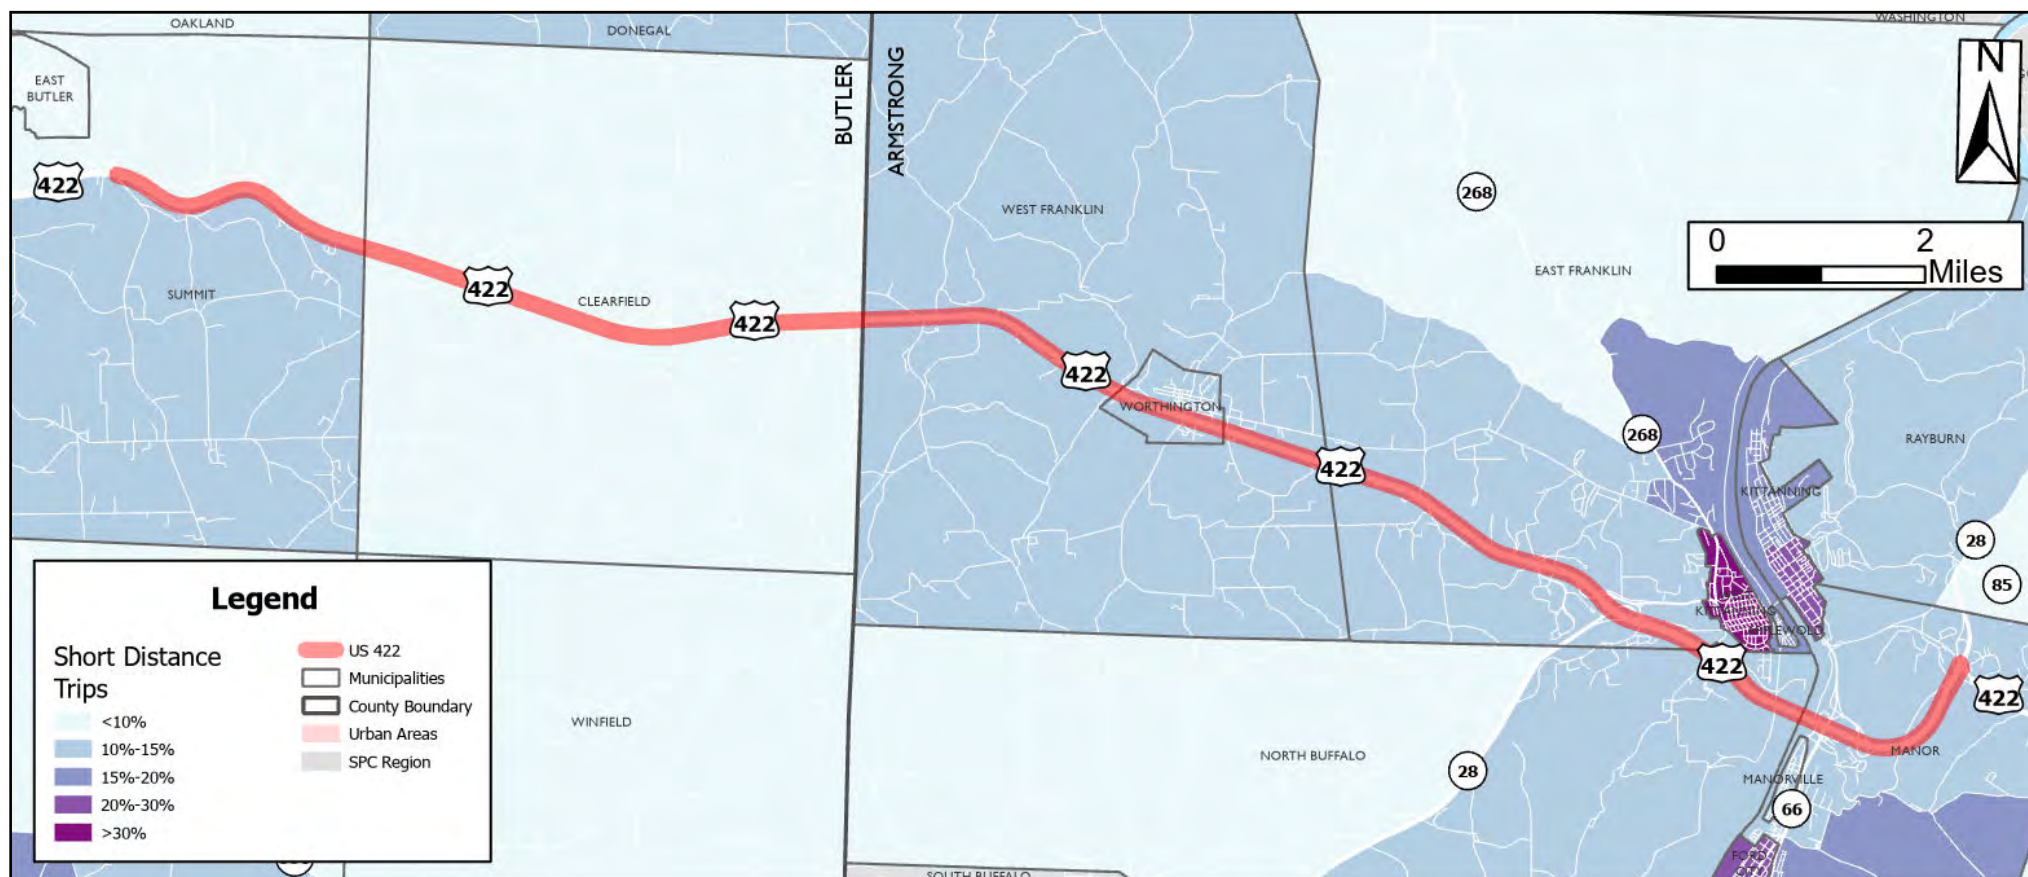 OAKLAND
DONEGAL
WASHINGTON
EAST
BUTLER
BUTLER
ARMSTRONG
N
422
268
WEST FRANKLIN
0 2
Miles
EAST FRANKLIN
SUMMIT
422
CLEARFIELD
422
422
WORTHINGTON
268
RAYBURN
422
KITTANNING
28
85
KITTANNING
422
422
WINFIELD
NORTH BUFFALO
28
MANOR
MANORVILLE
66
FORD
SOUTH BUFFALO
Legend
Short Distance
Trips
<10%
10%-15%
15%-20%
20%-30%
>30%
US 422
Municipalities
County Boundary
Urban Areas
SPC Region